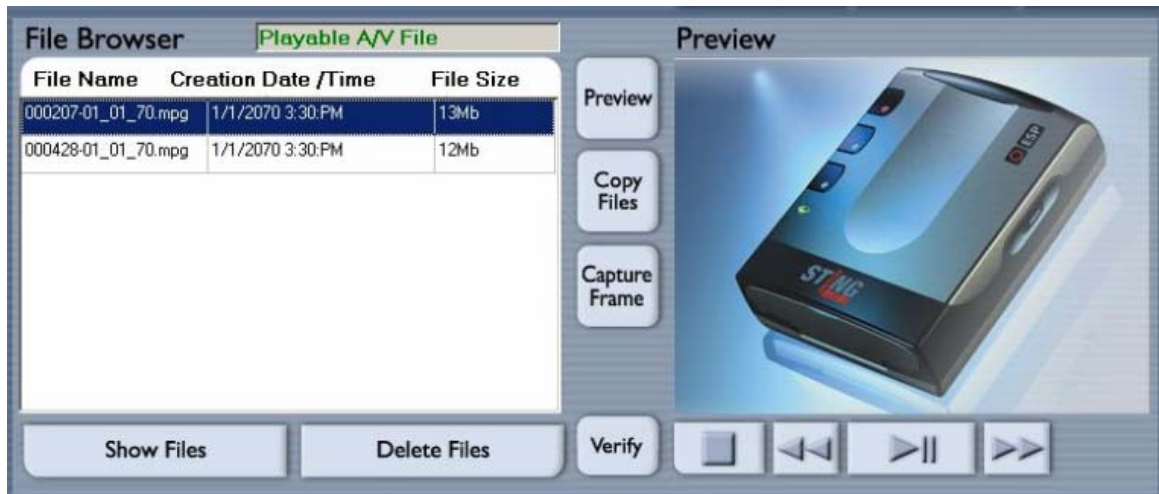 File Browser
Playable A/V File
File Name Creation Date /Time File Size
000207-01_01_70.mpg 1/1/2070 3:30:PM 13Mb
000428-01_01_70.mpg 1/1/2070 3:30:PM 12Mb
Show Files
Delete Files
Preview
Copy
Files
Capture
Frame
Verify
Preview
ESP
STING